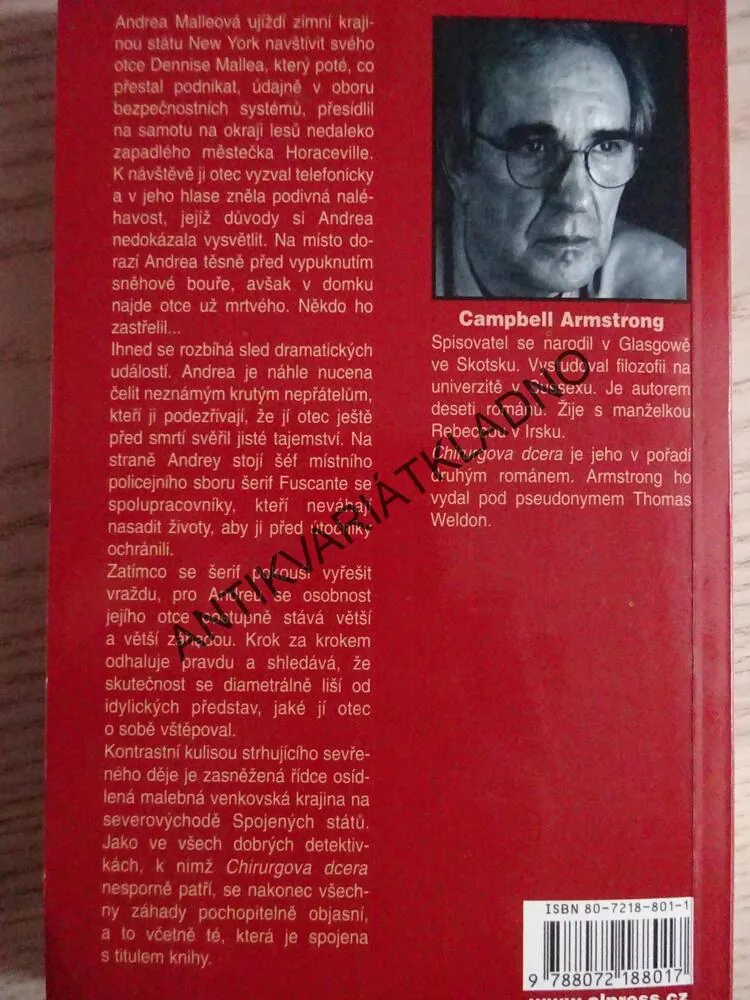 Andrea Malleová ujíždí zimní kraji-
nou státu New York navštívit svého
otce Dennise Mallea, který poté, co
přestal podnikat, údajně v oboru
bezpečnostních systémů, přesídlil
na samotu na okraji lesů nedaleko
zapadlého městečka Horaceville.
K návštěvě ji otec vyzval telefonicky
a v jeho hlase zněla podivná nalé-
havost, jejíž důvody si Andrea
nedokázala vysvětlit. Na místo do-
razí Andrea těsně před vypuknutím
sněhové bouře, avšak v domku
najde otce už mrtvého. Někdo ho
zastřelil...
Ihned se rozbíhá sled dramatických
událostí. Andrea je náhle nucena
čelit neznámým krutým nepřátelům,
kteří ji podezřívají, že jí otec ještě
před smrtí svěřil jisté tajemství. Na
straně Andrey stojí šéf místního
policejního sboru šerif Fuscante se
spolupracovníky, kteří neváhají
nasadit životy, aby ji před útočníky
ochránili.
Zatímco se šerif pokouší vyřešit
vraždu, pro Andreu se osobnost
jejího otce postupně stává větší
a větší záhadou. Krok za krokem
odhaluje pravdu a shledává, že
skutečnost se diametrálně liší od
idylických představ, jaké jí otec
o sobě vštěpoval.
Kontrastní kulisou strhujícího sevře-
ného děje je zasněžená řídce osíd-
lená malebná venkovská krajina na
severovýchodě Spojených států.
Jako ve všech dobrých detektiv-
kách, k nimž Chirurgova dcera
nesporně patří, se nakonec všech-
ny záhady pochopitelně objasní,
a to včetně té, která je spojena
s titulem knihy.
Campbell Armstrong
Spisovatel se narodil v Glasgowě
ve Skotsku. Vystudoval filozofii na
univerzitě v Sussexu. Je autorem
deseti románů. Žije s manželkou
Rebeccou v Irsku.
Chirurgova dcera je jeho v pořadí
druhým románem. Armstrong ho
vydal pod pseudonymem Thomas
Weldon.
ANTIKVARIÁTKLADNO
ISBN 80-7218-801-1
9 788072 188017
www.alpress.cz